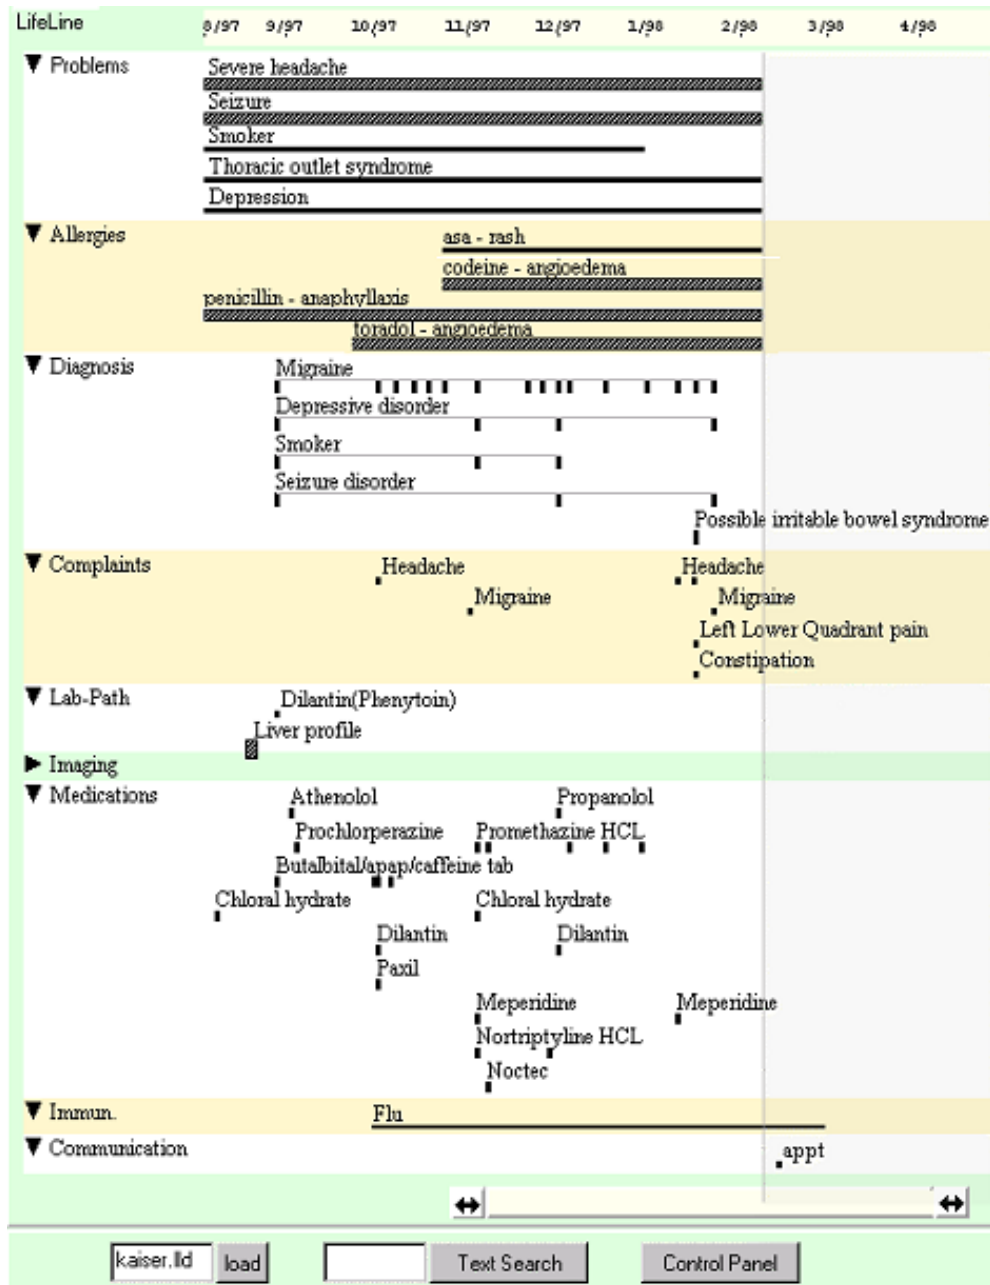 LifeLine 8/97 9/97 10/97 11/97 12/97 1/98 2/98 3/98 4/98
Problems
Severe headache
Seizure
Smoker
Thoracic outlet syndrome
Depression
Allergies
asa - rash
codeine - angioedema
penicillin - anaphyllaxis
toradol - angioedema
Diagnosis
Migraine
Depressive disorder
Smoker
Seizure disorder
Possible irritable bowel syndrome
Complaints
Headache Headache
Migraine Migraine
Left Lower Quadrant pain
Constipation
Lab-Path
Dilantin(Phenytoin)
Liver profile
Imaging
Medications
Athenolol Propanolol
Prochlorperazine Promethazine HCL
Butalbital/apap/caffeine tab
Chloral hydrate Chloral hydrate
Dilantin Dilantin
Paxil
Meperidine Meperidine
Nortriptyline HCL
Noctec
Immun. Flu
Communication appt
kaiser.lld load Text Search Control Panel